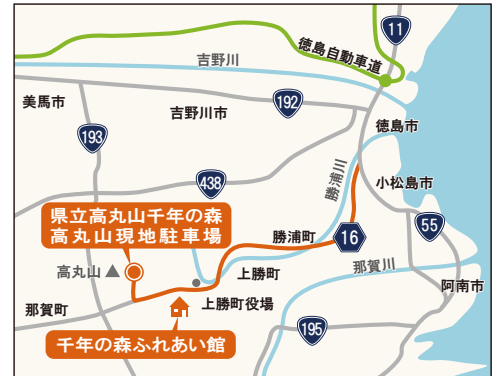 11
徳島自動車道
吉野川
美馬市
192
吉野川市
193
徳島市
438
勝浦川
小松島市
県立高丸山千年の森
高丸山現地駐車場
勝浦町
16
55
高丸山
上勝町
那賀川
阿南市
那賀町
上勝町役場
195
千年の森ふれあい館